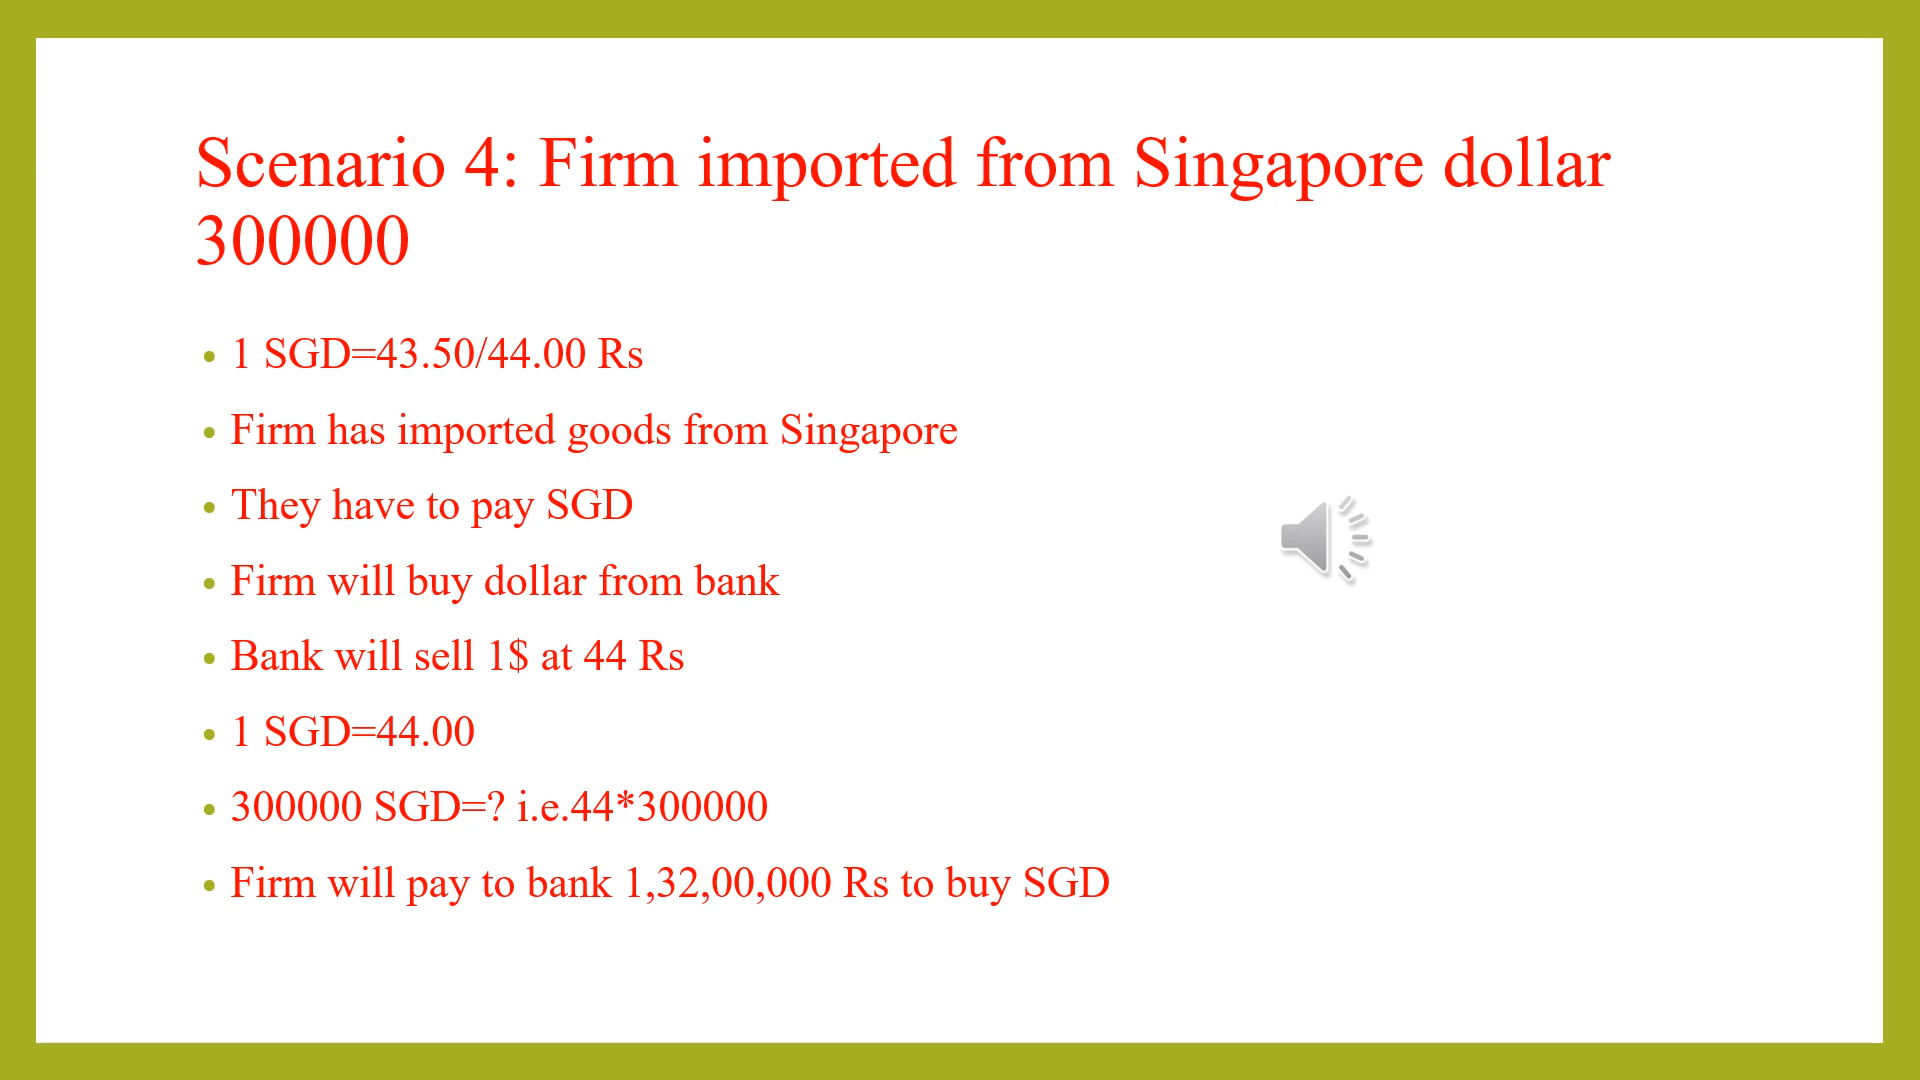 Scenario 4: Firm imported from Singapore dollar
300000
• 1 SGD=43.50/44.00 Rs
• Firm has imported goods from Singapore
• They have to pay SGD
• Firm will buy dollar from bank
• Bank will sell 1$ at 44 Rs
• 1 SGD=44.00
• 300000 SGD=? i.e.44*300000
• Firm will pay to bank 1,32,00,000 Rs to buy SGD